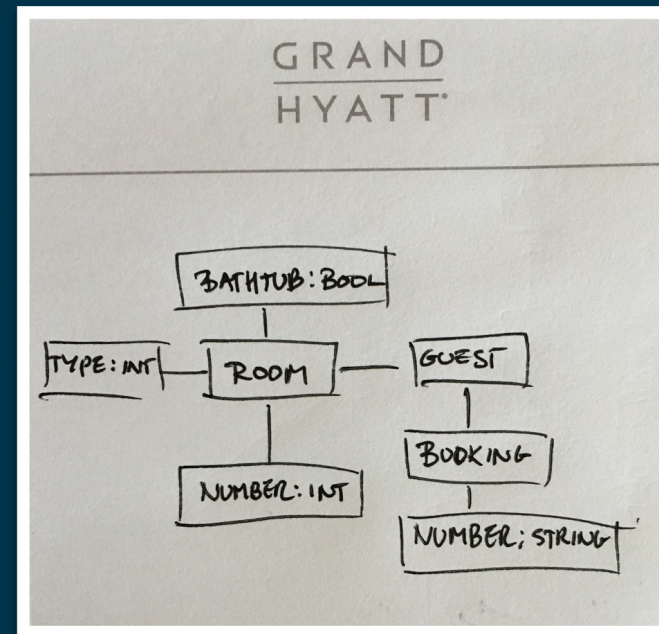 GRAND
HYATT
BATHTUB: BOOL
TYPE: INT
ROOM
GUEST
BOOKING
NUMBER: INT
NUMBER: STRING